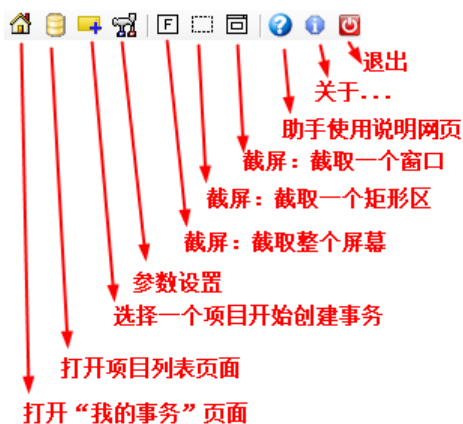 F
退出
关于...
助手使用说明网页
截屏：截取一个窗口
截屏：截取一个矩形区
截屏：截取整个屏幕
参数设置
选择一个项目开始创建事务
打开项目列表页面
打开“我的事务”页面